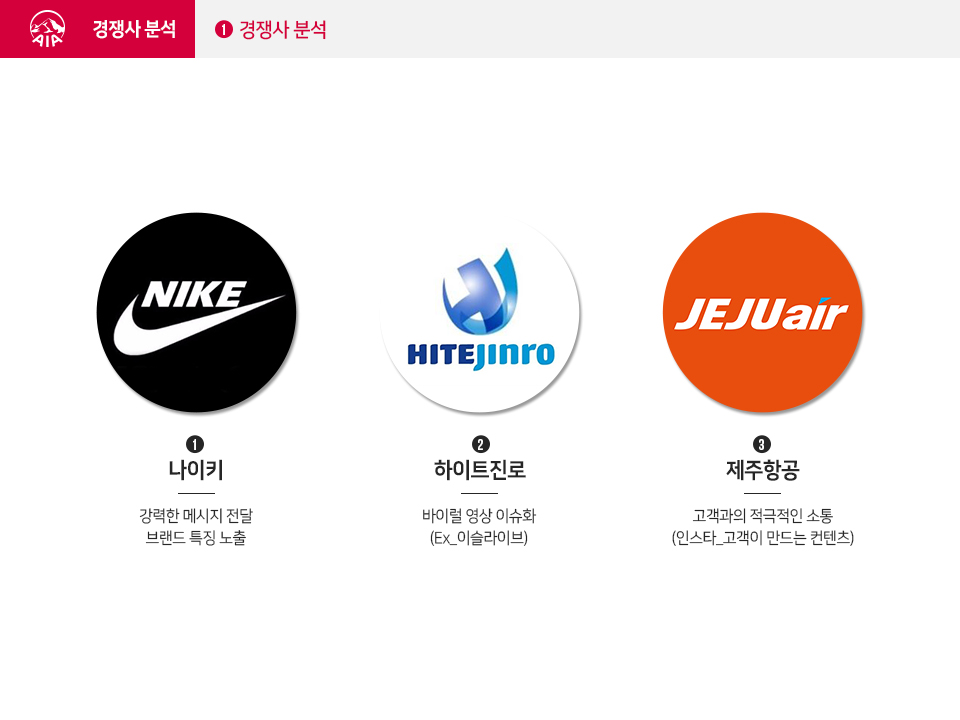 AIA
경쟁사 분석
1 경쟁사 분석
NIKE
HITEJINRO
JEJUair
1
나이키
강력한 메시지 전달
브랜드 특징 노출
2
하이트진로
바이럴 영상 이슈화
(Ex_이슬라이브)
3
제주항공
고객과의 적극적인 소통
(인스타_고객이 만드는 컨텐츠)